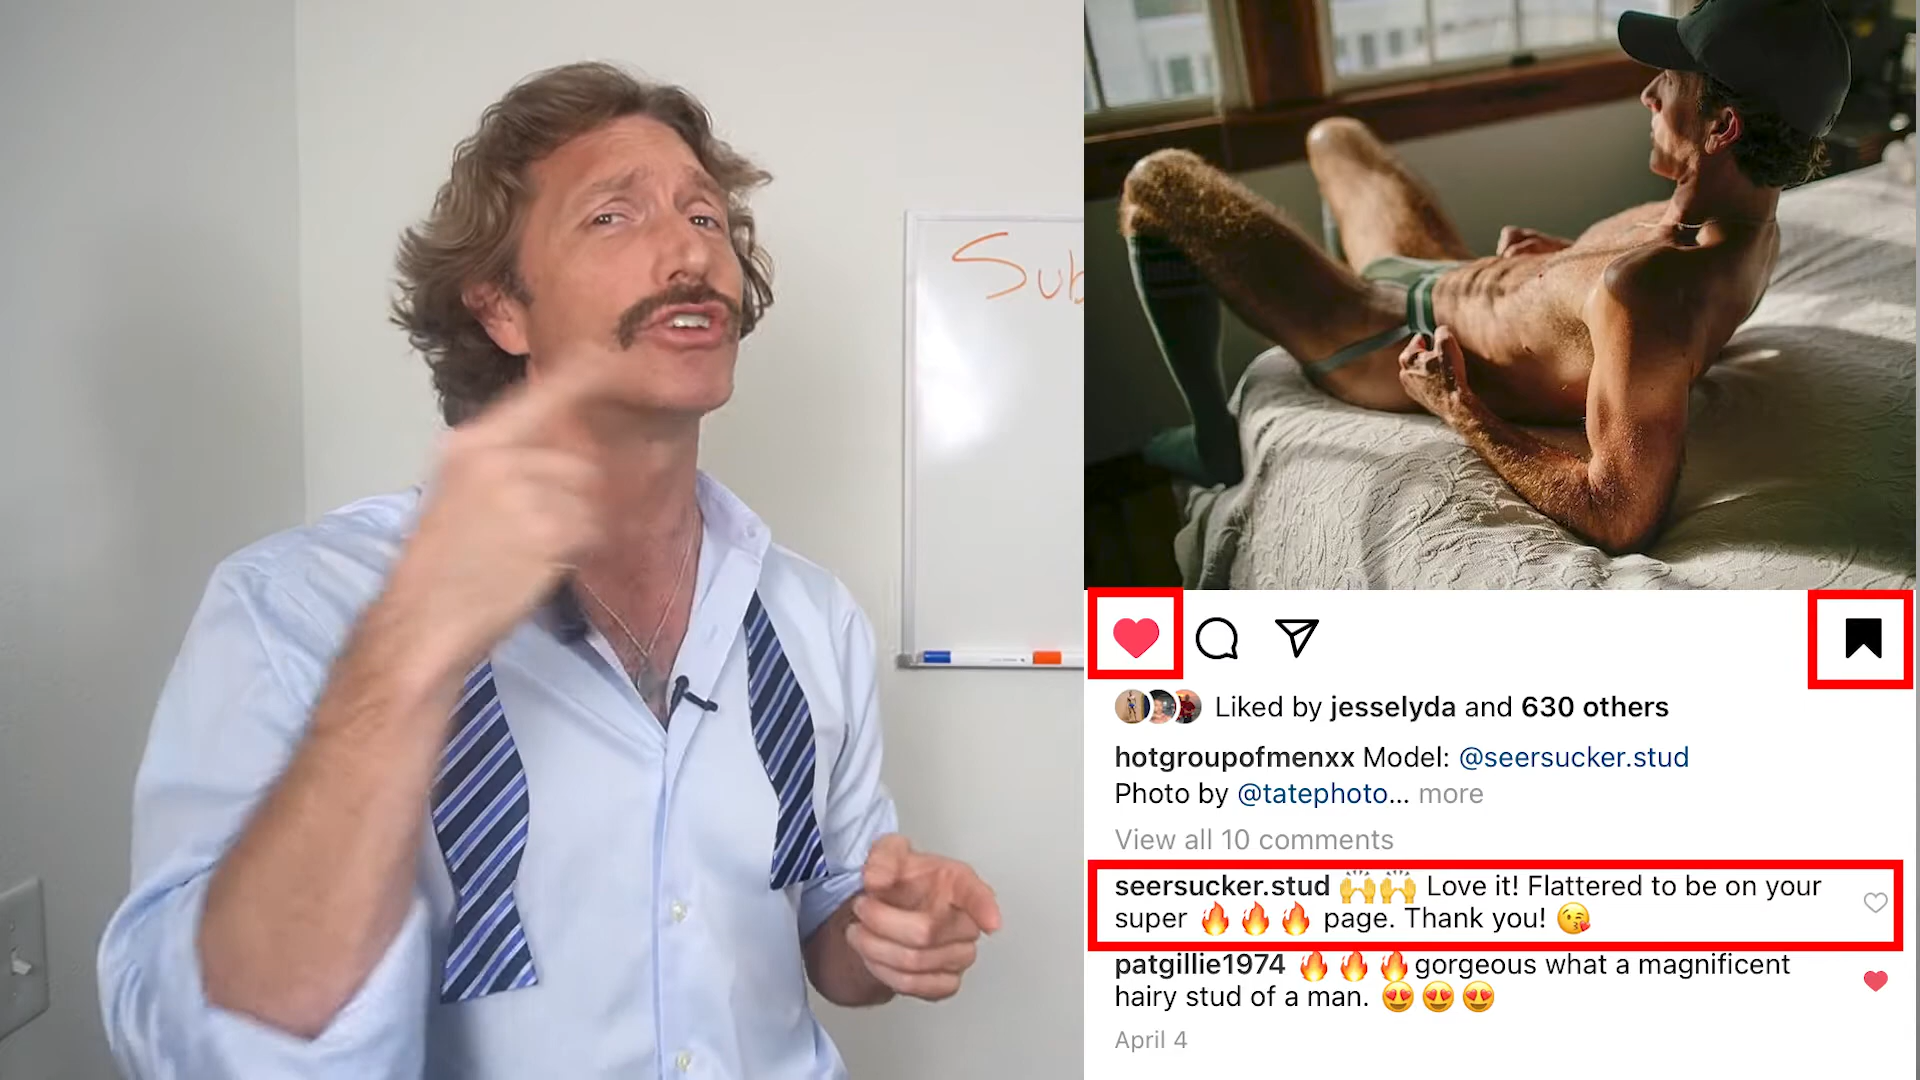 Sub
Liked by jesselyda and 630 others
hotgroupofmenxx Model: @seersucker.stud
Photo by @tatephoto... more
View all 10 comments
seersucker.stud 🙌🙌 Love it! Flattered to be on your
super 🔥🔥🔥 page. Thank you! 😘
patgillie1974 🔥🔥🔥gorgeous what a magnificent
hairy stud of a man. 😍😍😍
April 4